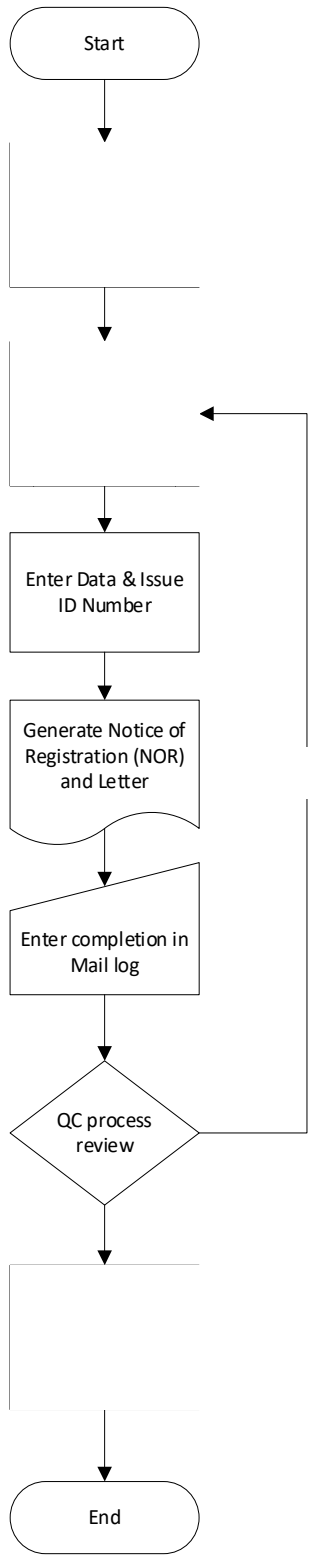 Start
Enter Data & Issue
ID Number
Generate Notice of
Registration (NOR)
and Letter
Enter completion in
Mail log
QC process
review
End